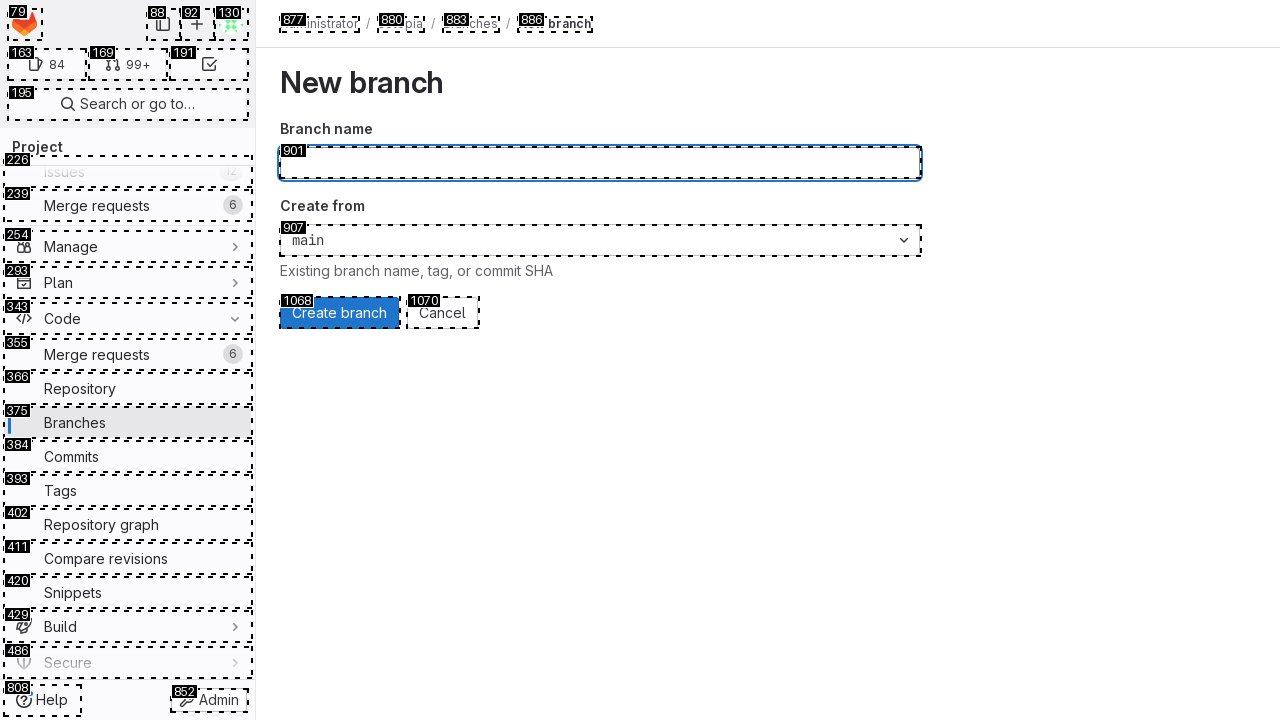 79
88
92
130
163
84
169
99+
191
195
Search or go to...
Project
226
Issues
12
239
Merge requests
6
254
Manage
293
Plan
343
Code
355
Merge requests
6
366
Repository
375
Branches
384
Commits
393
Tags
402
Repository graph
411
Compare revisions
420
Snippets
429
Build
486
Secure
808
Help
852
Admin
877
880
883
886
/ / / branch
New branch
Branch name
901
Create from
907
main
Existing branch name, tag, or commit SHA
1068
Create branch
1070
Cancel